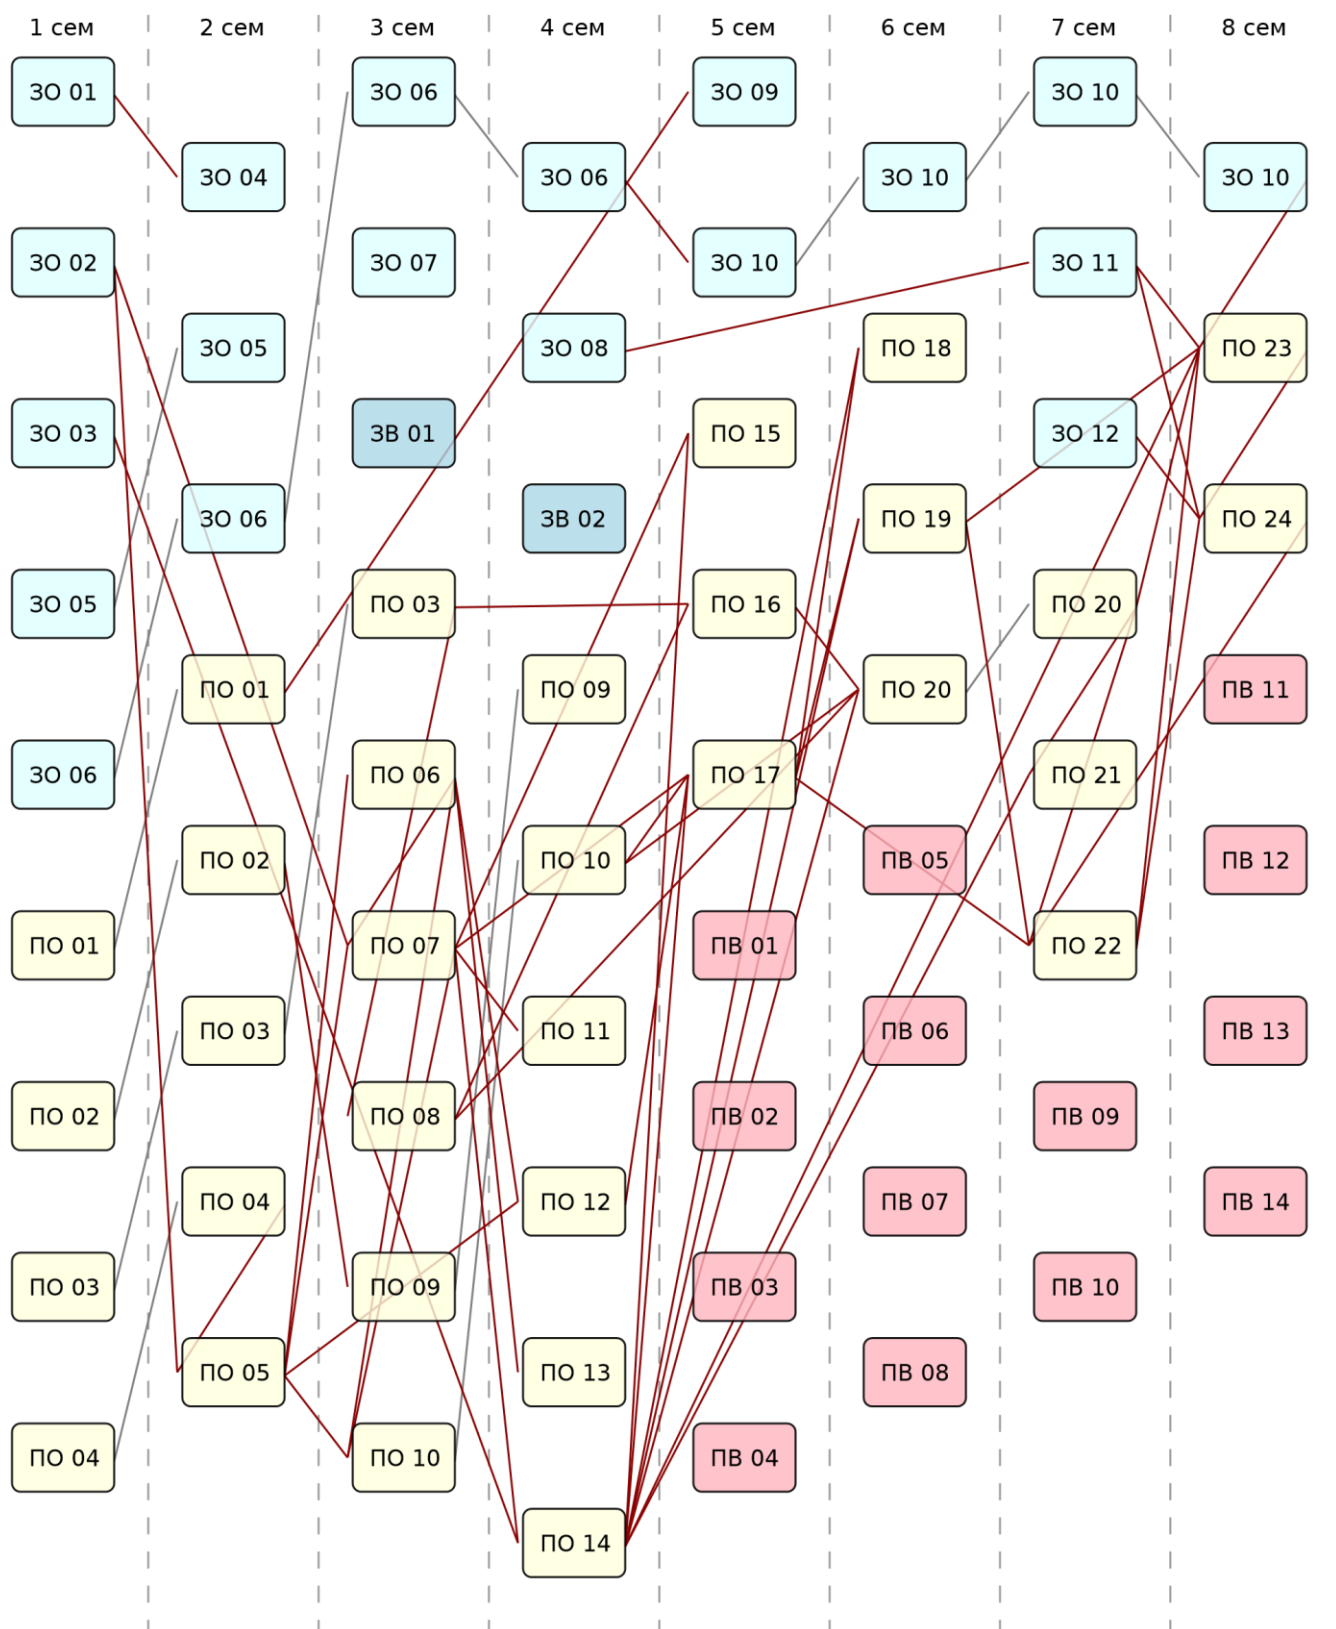 1 сем 2 сем 3 сем 4 сем 5 сем 6 сем 7 сем 8 сем
ЗО 01 ЗО 06 ЗО 09 ЗО 10
ЗО 04 ЗО 06 ЗО 10 ЗО 10
ЗО 02 ЗО 07 ЗО 10 ЗО 11
ЗО 05 ЗО 08 ПО 18 ПО 23
ЗО 03 ЗВ 01 ПО 15 ЗО 12
ЗО 06 ЗВ 02 ПО 19 ПО 24
ЗО 05 ПО 03 ПО 16 ПО 20
ПО 01 ПО 09 ПО 20 ПВ 11
ЗО 06 ПО 06 ПО 17 ПО 21
ПО 02 ПО 10 ПВ 05 ПВ 12
ПО 01 ПО 07 ПВ 01 ПО 22
ПО 03 ПО 11 ПВ 06 ПВ 13
ПО 02 ПО 08 ПВ 02 ПВ 09
ПО 04 ПО 12 ПВ 07 ПВ 14
ПО 03 ПО 09 ПВ 03 ПВ 10
ПО 05 ПО 13 ПВ 08
ПО 04 ПО 10 ПВ 04
ПО 14